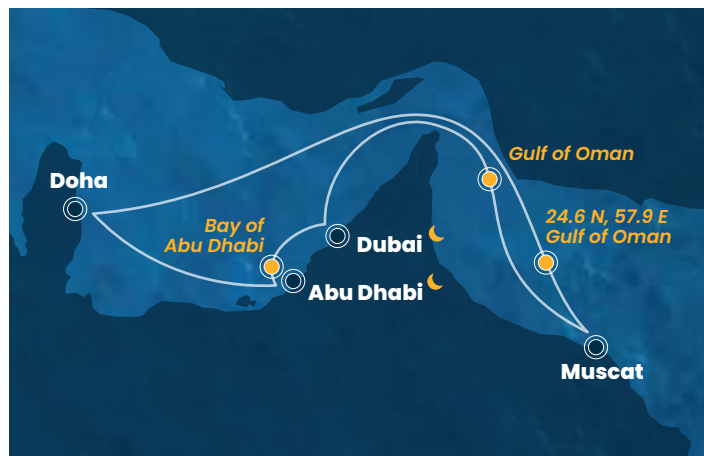 Gulf of Oman
Doha
24.6 N, 57.9 E
Gulf of Oman
Bay of
Abu Dhabi
Dubai
Abu Dhabi
Muscat